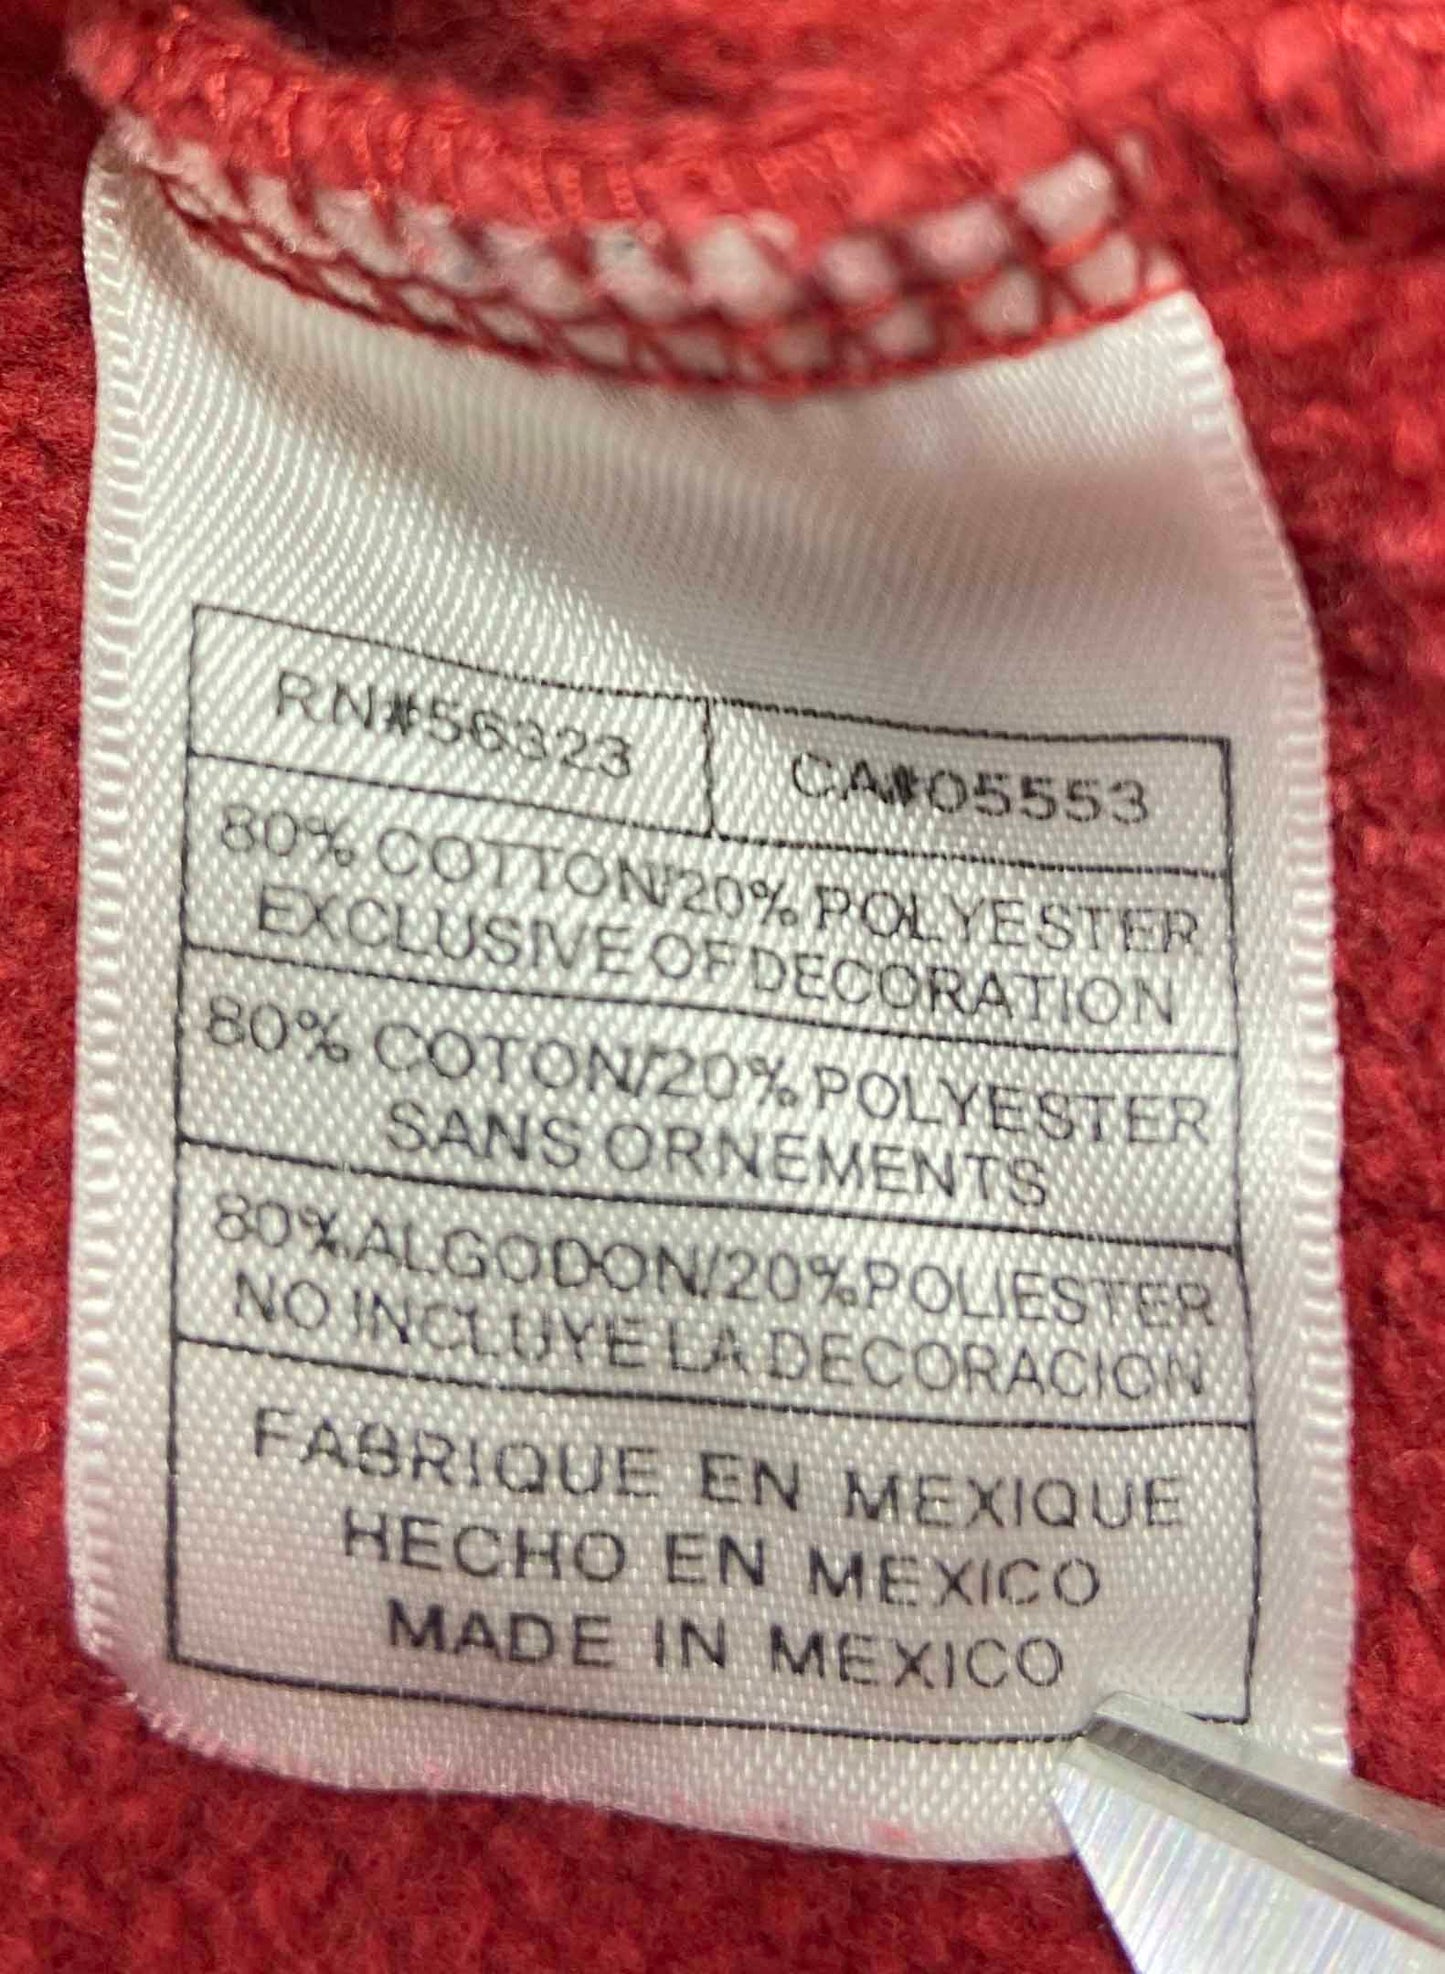 RN#56323 CA#05553
80% COTTON/20% POLYESTER
EXCLUSIVE OF DECORATION
80% COTON/20% POLYESTER
SANS ORNEMENTS
80% ALGODON/20% POLIESTER
NO INCLUYE LA DECORACION
FABRIQUE EN MEXIQUE
HECHO EN MEXICO
MADE IN MEXICO